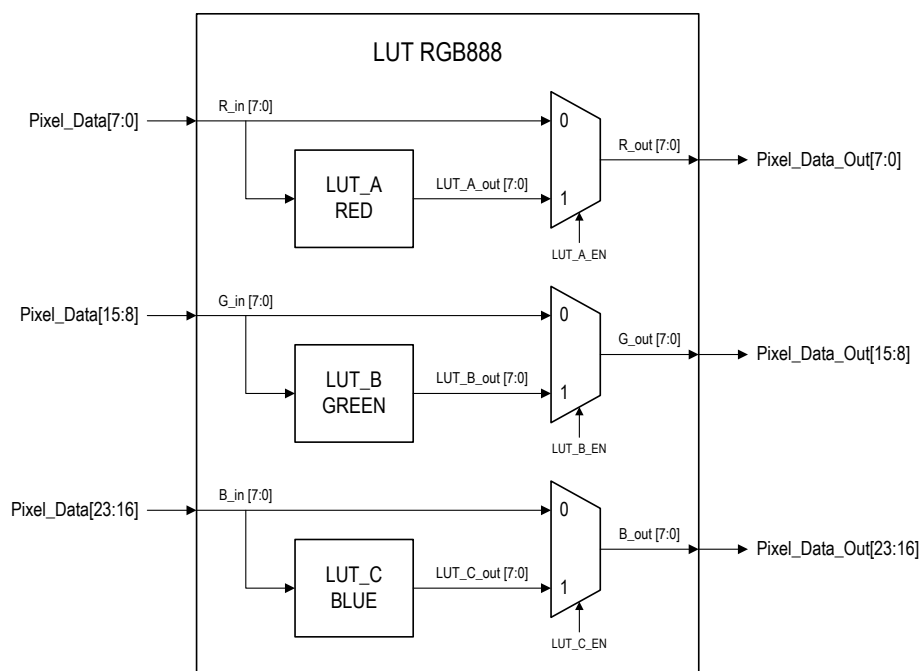 LUT RGB888
Pixel_Data[7:0]
R_in [7:0]
0
R_out [7:0]
Pixel_Data_Out[7:0]
LUT_A
RED
LUT_A_out [7:0]
1
LUT_A_EN
Pixel_Data[15:8]
G_in [7:0]
0
G_out [7:0]
Pixel_Data_Out[15:8]
LUT_B
GREEN
LUT_B_out [7:0]
1
LUT_B_EN
Pixel_Data[23:16]
B_in [7:0]
0
B_out [7:0]
Pixel_Data_Out[23:16]
LUT_C
BLUE
LUT_C_out [7:0]
1
LUT_C_EN